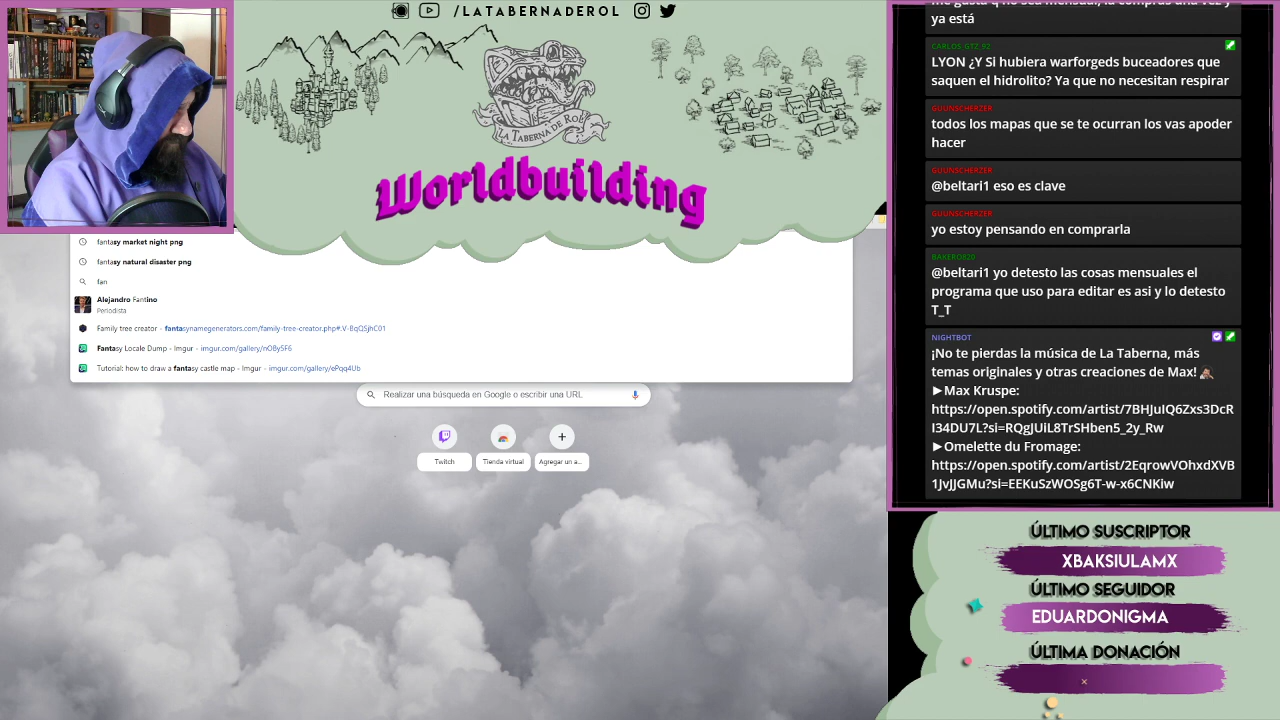 /LATABERNADEROL
LA TABERNA DE ROL
Worldbuilding
fantasy market night png
fantasy natural disaster png
fan
Alejandro Fantino
Periodista
Family tree creator - fantasynamegenerators.com/family-tree-creator.php#.V-BqQSjhC01
Fantasy Locale Dump - Imgur - imgur.com/gallery/nO8y5F6
Tutorial: how to draw a fantasy castle map - Imgur - imgur.com/gallery/ePqq4Ub
Realizar una búsqueda en Google o escribir una URL
Twitch
Tienda virtual
Agregar un a...
ya está
CARLOS_GTZ_92
LYON ¿Y Si hubiera warforgeds buceadores que
saquen el hidrolito? Ya que no necesitan respirar
GUUNSCHERZER
todos los mapas que se te ocurran los vas apoder
hacer
GUUNSCHERZER
@beltari1 eso es clave
GUUNSCHERZER
yo estoy pensando en comprarla
BAKERO820
@beltari1 yo detesto las cosas mensuales el
programa que uso para editar es asi y lo detesto
T_T
NIGHTBOT
¡No te pierdas la música de La Taberna, más
temas originales y otras creaciones de Max!
►Max Kruspe:
https://open.spotify.com/artist/7BHJuIQ6Zxs3DcR
I34DU7L?si=RQgJUiL8TrSHben5_2y_Rw
►Omelette du Fromage:
https://open.spotify.com/artist/2EqrowVOhxdXVB
1JvJJGMu?si=EEKuSzWOSg6T-w-x6CNKiw
ÚLTIMO SUSCRIPTOR
XBAKSIULAMX
ÚLTIMO SEGUIDOR
EDUARDONIGMA
ÚLTIMA DONACIÓN